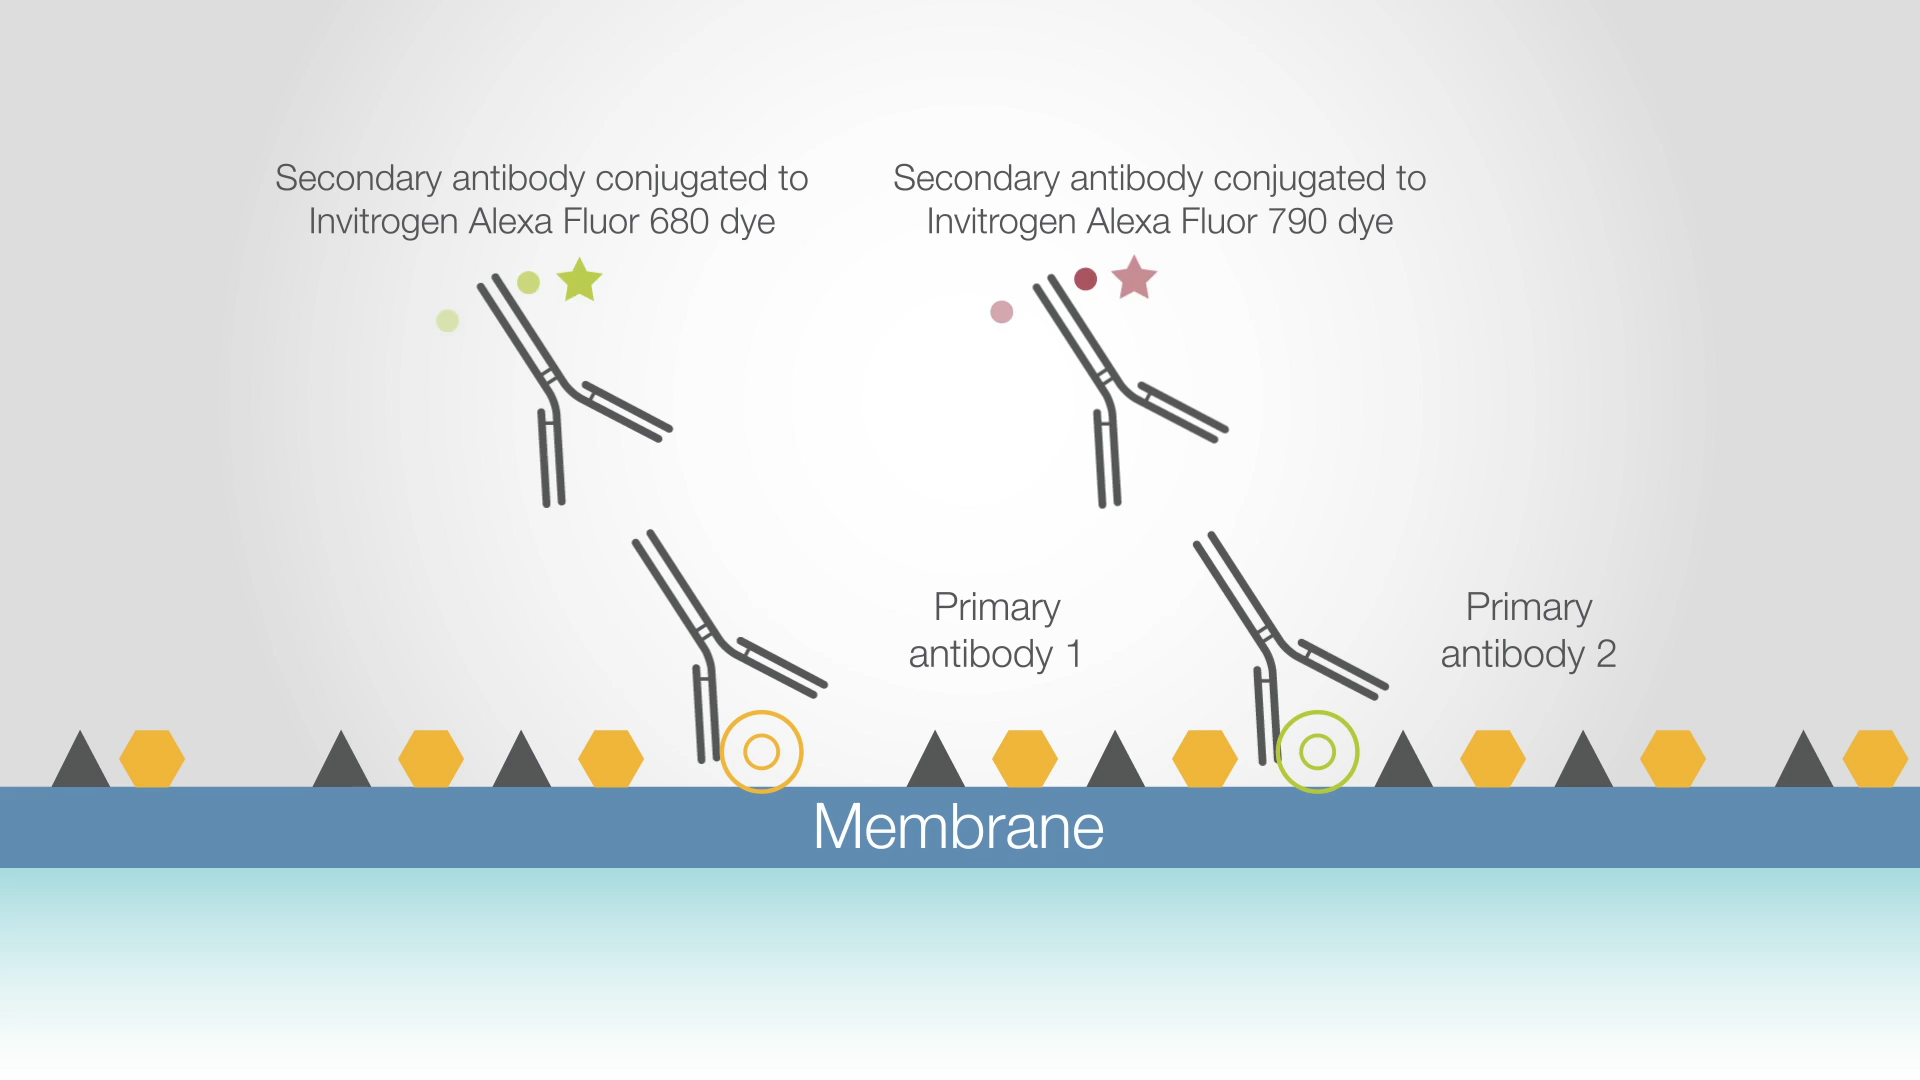 Secondary antibody conjugated to
Invitrogen Alexa Fluor 680 dye
Secondary antibody conjugated to
Invitrogen Alexa Fluor 790 dye
Primary
antibody 1
Primary
antibody 2
Membrane